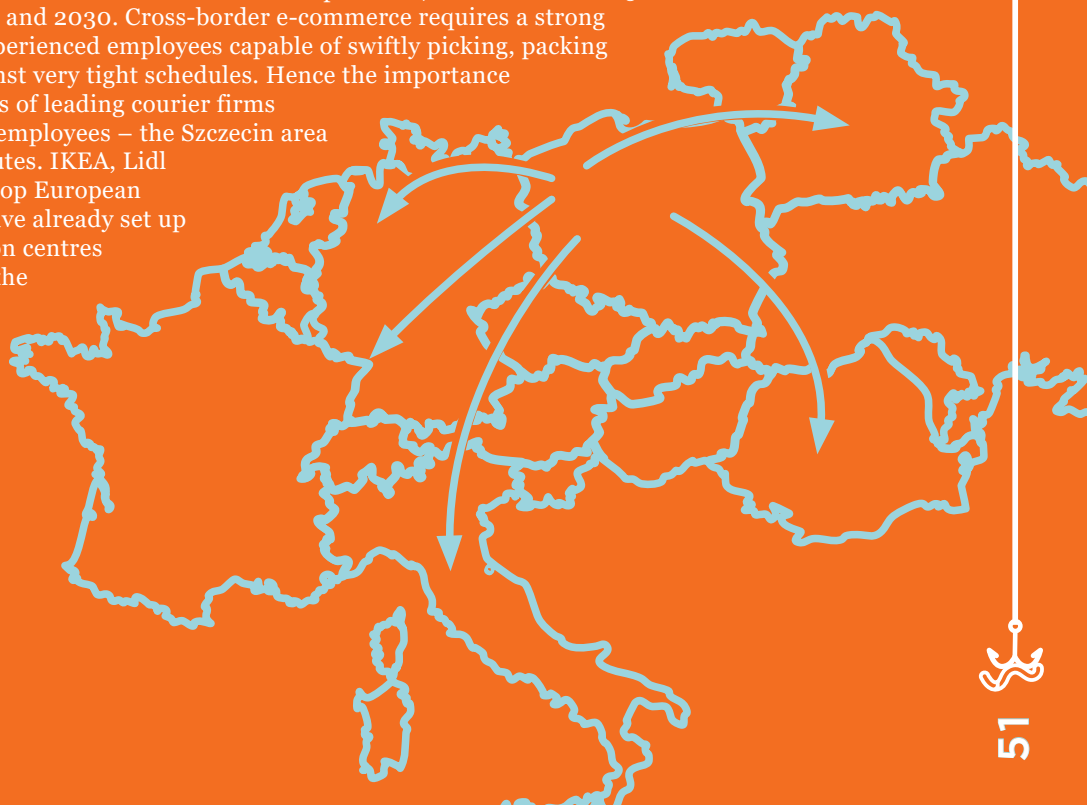 and 2030. Cross-border e-commerce requires a strong
perienced employees capable of swiftly picking, packing
nst very tight schedules. Hence the importance
s of leading courier firms
employees – the Szczecin area
utes. IKEA, Lidl
op European
ve already set up
on centres
the
51